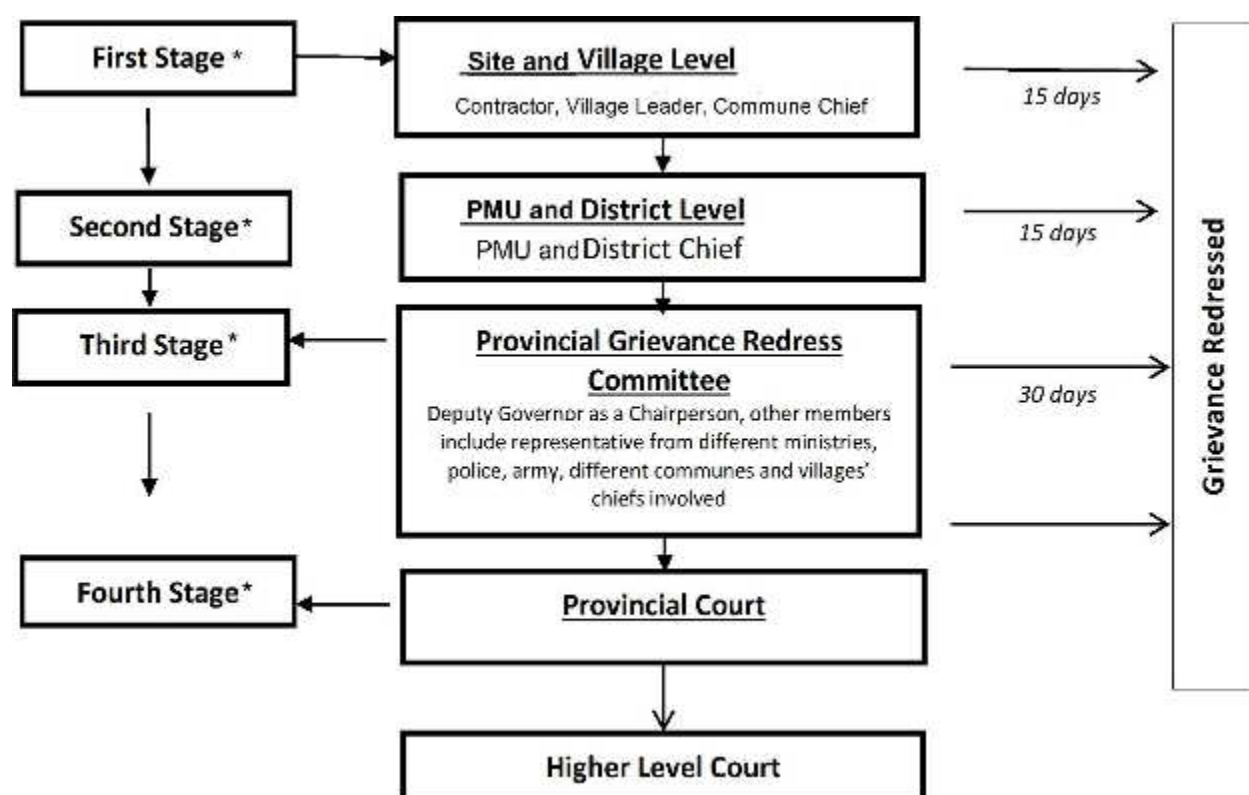 First Stage *
Site and Village Level
Contractor, Village Leader, Commune Chief
15 days
Second Stage*
PMU and District Level
PMU and District Chief
15 days
Third Stage*
Provincial Grievance Redress
Committee
Deputy Governor as a Chairperson, other members
include representative from different ministries,
police, army, different communes and villages'
chiefs involved
30 days
Fourth Stage*
Provincial Court
Higher Level Court
Grievance Redressed